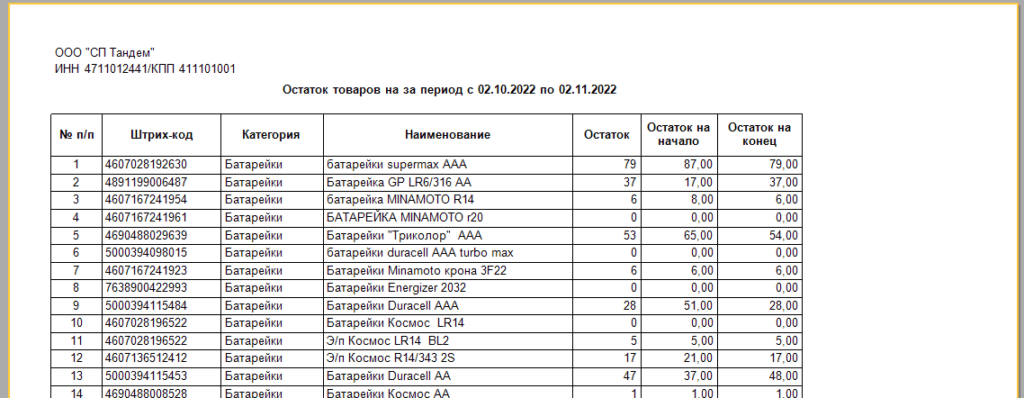 ООО "СП Тандем"
ИНН 4711012441/КПП 411101001
Остаток товаров на за период с 02.10.2022 по 02.11.2022
№ п/п Штрих-код Категория Наименование Остаток Остаток на начало Остаток на конец
1 4607028192630 Батарейки батарейки supermax AAA 79 87,00 79,00
2 4891199006487 Батарейки Батарейка GP LR6/316 AA 37 17,00 37,00
3 4607167241954 Батарейки батарейка MINAMOTO R14 6 8,00 6,00
4 4607167241961 Батарейки БАТАРЕЙКА MINAMOTO r20 0 0,00 0,00
5 4690488029639 Батарейки Батарейки "Триколор" AAA 53 65,00 54,00
6 5000394098015 Батарейки батарейки duracell AAA turbo max 0 0,00 0,00
7 4607167241923 Батарейки Батарейки Minamoto крона 3F22 6 6,00 6,00
8 7638900422993 Батарейки Батарейки Energizer 2032 0 0,00 0,00
9 5000394115484 Батарейки Батарейки Duracell AAA 28 51,00 28,00
10 4607028196522 Батарейки Батарейки Космос LR14 0 0,00 0,00
11 4607028196522 Батарейки Э/п Космос LR14 BL2 5 5,00 5,00
12 4607136512412 Батарейки Э/п Космос R14/343 2S 17 21,00 17,00
13 5000394115453 Батарейки Батарейки Duracell AA 47 37,00 48,00
14 4690488008528 Батарейки Батарейки Космос AA 1 1,00 1,00